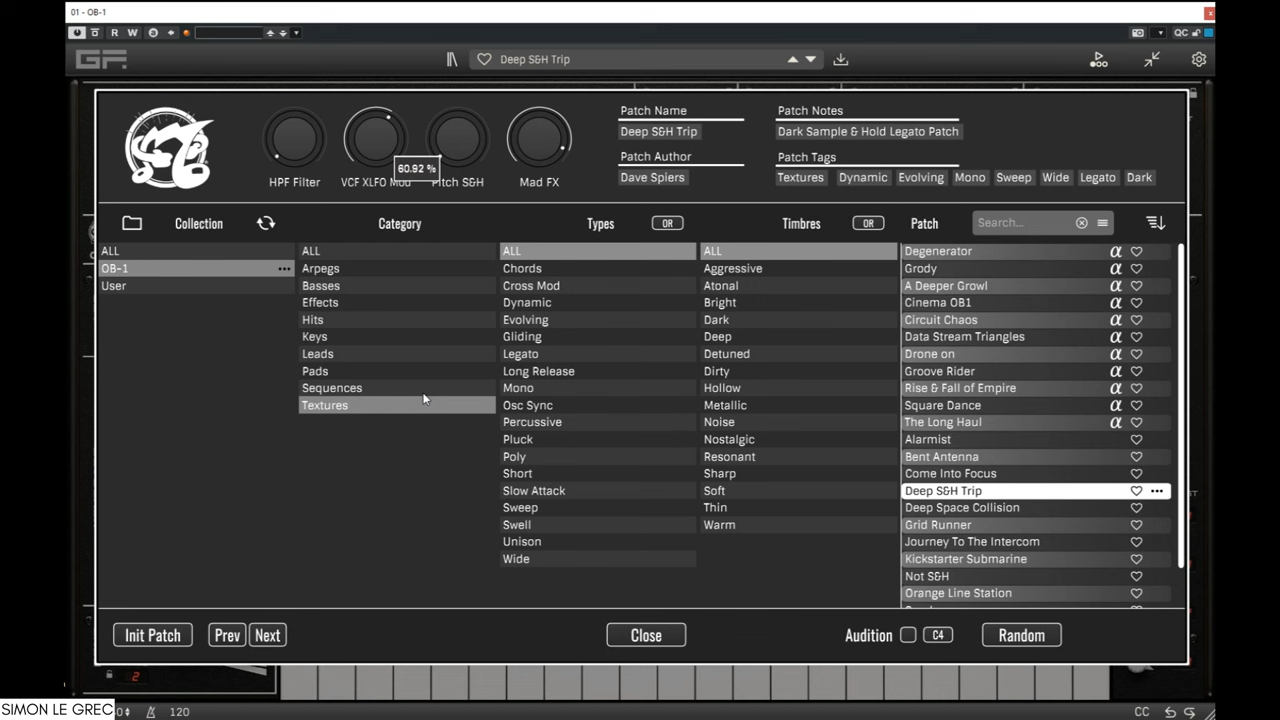 01 - OB-1
R W
QC
GF
Deep S&H Trip
HPF Filter
VCF XLFO Mod
60.92 %
Pitch S&H
Mad FX
Patch Name
Deep S&H Trip
Patch Author
Dave Spiers
Patch Notes
Dark Sample & Hold Legato Patch
Patch Tags
Textures Dynamic Evolving Mono Sweep Wide Legato Dark
Collection
Category
Types OR
Timbres OR
Patch
Search...
ALL
OB-1
User
ALL
Arpegs
Basses
Effects
Hits
Keys
Leads
Pads
Sequences
Textures
ALL
Chords
Cross Mod
Dynamic
Evolving
Gliding
Legato
Long Release
Mono
Osc Sync
Percussive
Pluck
Poly
Short
Slow Attack
Sweep
Swell
Unison
Wide
ALL
Aggressive
Atonal
Bright
Dark
Deep
Detuned
Dirty
Hollow
Metallic
Noise
Nostalgic
Resonant
Sharp
Soft
Thin
Warm
Degenerator α
Grody α
A Deeper Growl α
Cinema OB1 α
Circuit Chaos α
Data Stream Triangles α
Drone on α
Groove Rider α
Rise & Fall of Empire α
Square Dance α
The Long Haul α
Alarmist
Bent Antenna
Come Into Focus
Deep S&H Trip
Deep Space Collision
Grid Runner
Journey To The Intercom
Kickstarter Submarine
Not S&H
Orange Line Station
Init Patch
Prev
Next
Close
Audition
C4
Random
2
SIMON LE GREC
120
CC